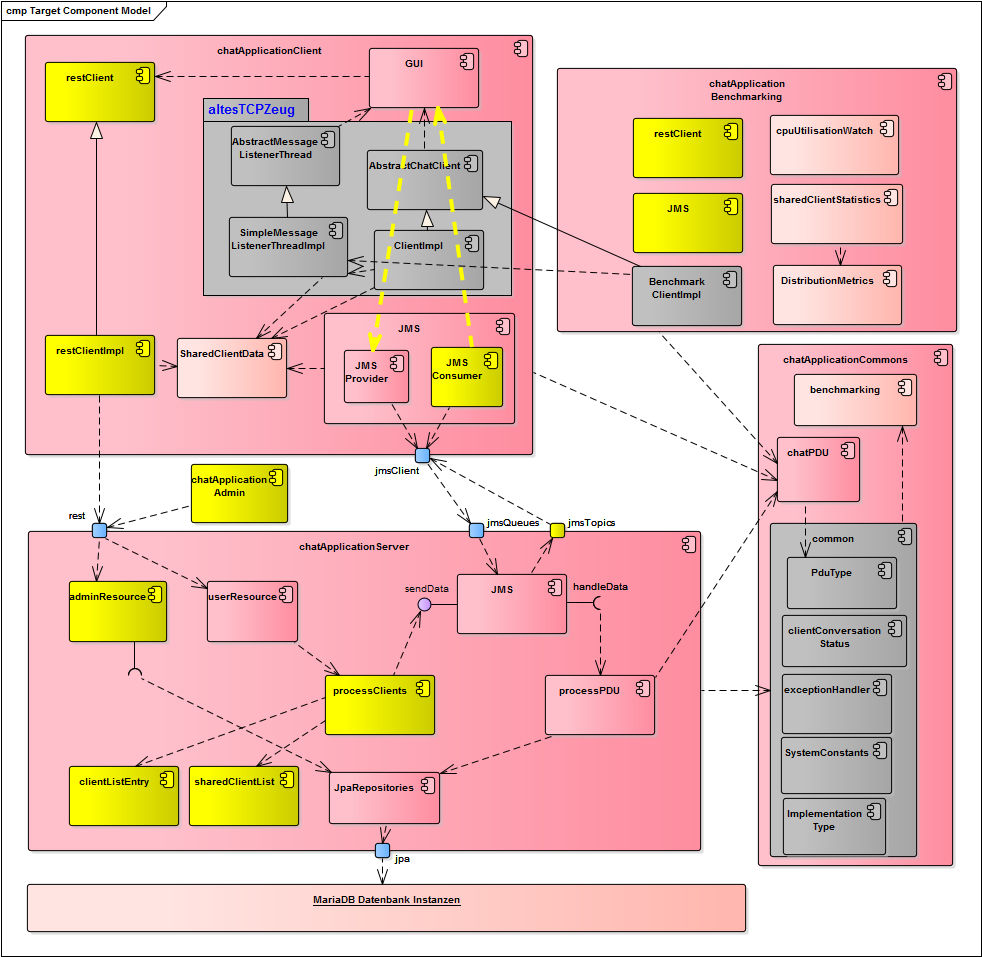 cmp Target Component Model
chatApplicationClient
restClient
GUI
altesTCPZeug
AbstractMessage
ListenerThread
AbstractChatClient
SimpleMessage
ListenerThreadImpl
ClientImpl
restClientImpl
SharedClientData
JMS
JMS
Provider
JMS
Consumer
jmsClient
chatApplication
Benchmarking
restClient
cpuUtilisationWatch
JMS
sharedClientStatistics
Benchmark
ClientImpl
DistributionMetrics
chatApplicationCommons
benchmarking
chatPDU
common
PduType
clientConversation
Status
exceptionHandler
SystemConstants
Implementation
Type
chatApplication
Admin
rest
jmsQueues
jmsTopics
chatApplicationServer
adminResource
userResource
sendData
JMS
handleData
processClients
processPDU
clientListEntry
sharedClientList
JpaRepositories
jpa
MariaDB Datenbank Instanzen